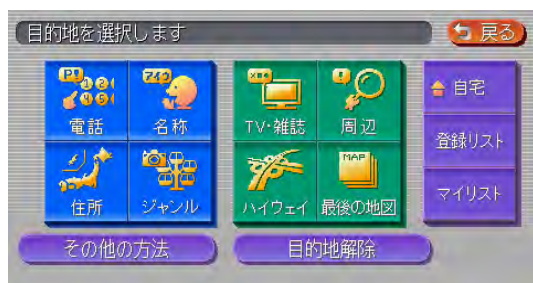 目的地を選択します
戻る
電話
名称
TV・雑誌
周辺
自宅
登録リスト
住所
ジャンル
ハイウェイ
MAP
最後の地図
マイリスト
その他の方法
目的地解除